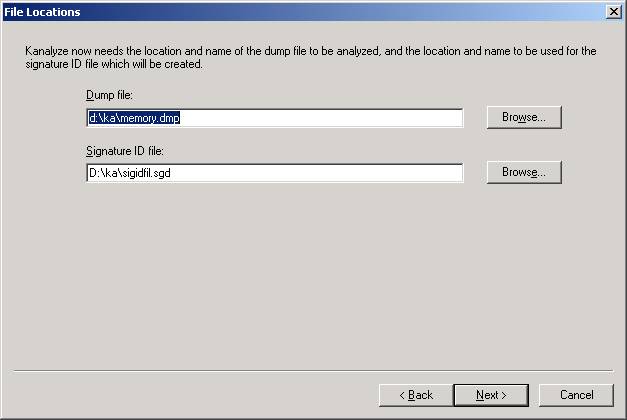 File Locations
Kanalyze now needs the location and name of the dump file to be analyzed, and the location and name to be used for the
signature ID file which will be created.
Dump file:
d:\ka\memory.dmp
Browse...
Signature ID file:
D:\ka\sigidfil.sgd
Browse...
< Back
Next >
Cancel